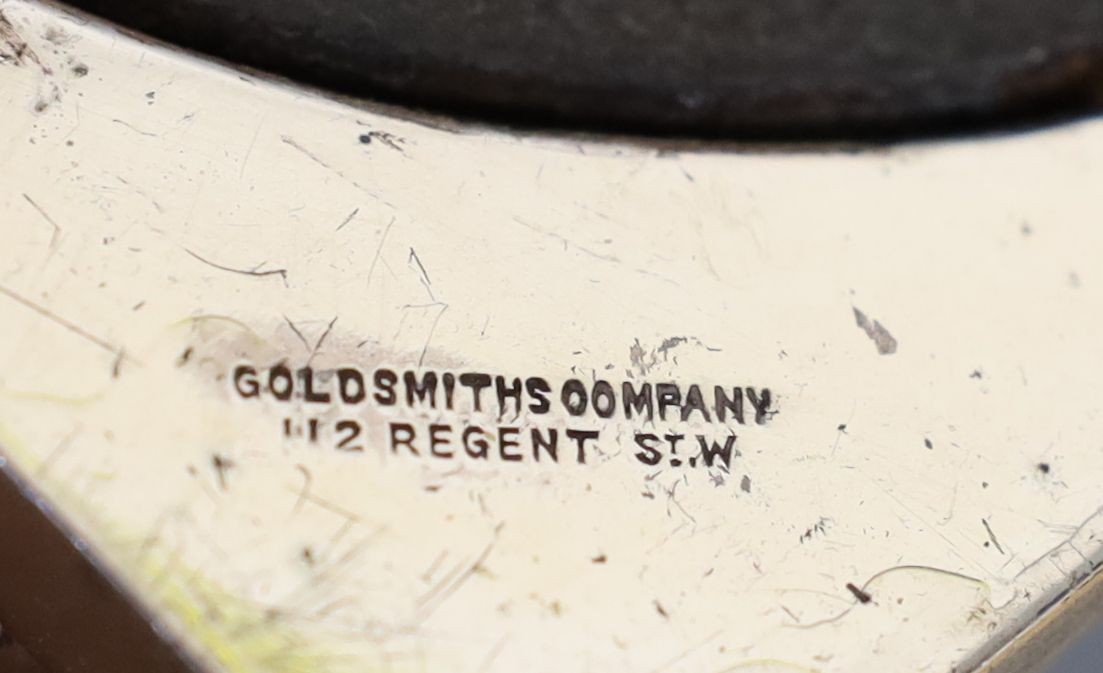 GOLDSMITHS COMPANY
112 REGENT ST. W